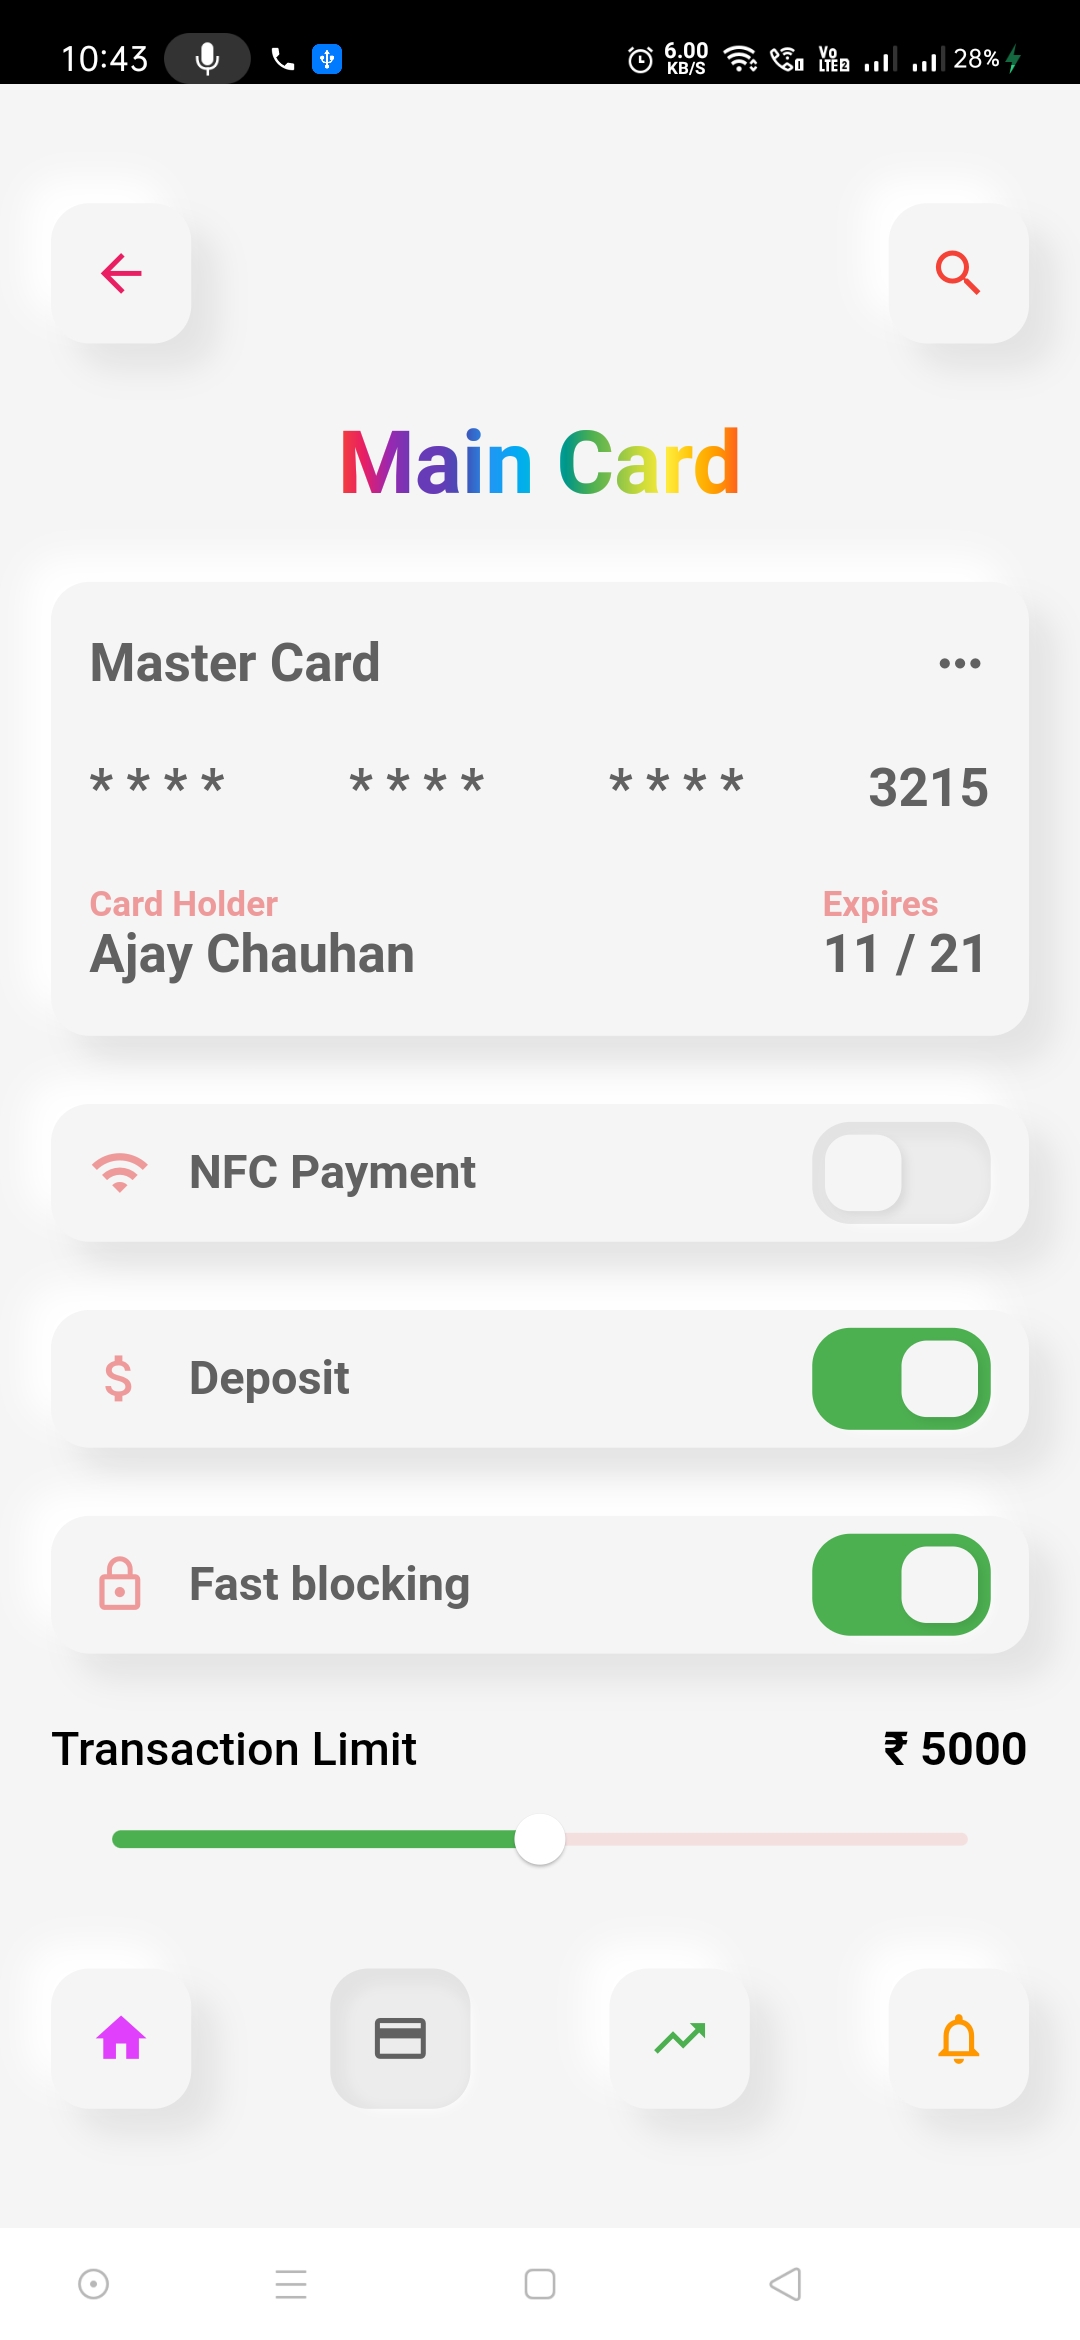 10:43 6.00 KB/S Vo LTE2 28%
Main Card
Master Card
* * * * * * * * * * * * 3215
Card Holder Expires
Ajay Chauhan 11 / 21
NFC Payment
Deposit
Fast blocking
Transaction Limit ₹ 5000